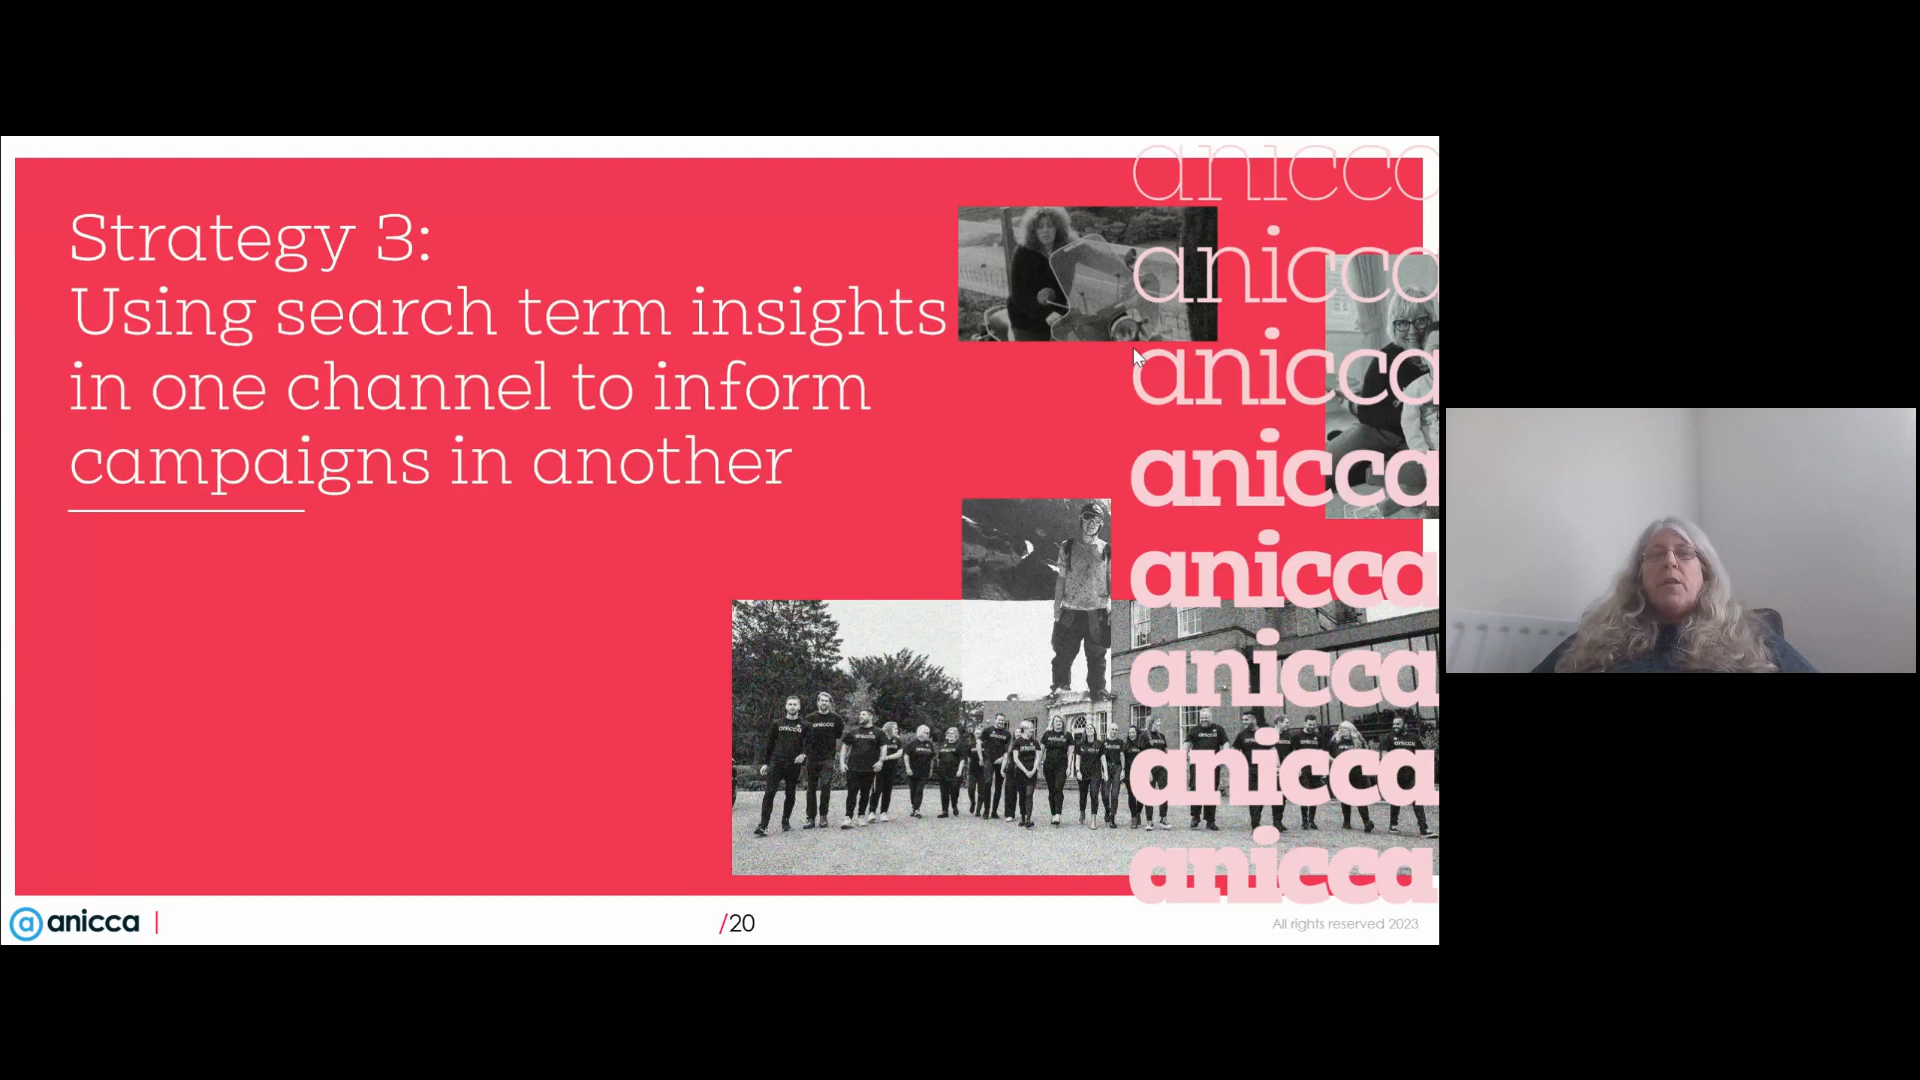 Strategy 3:
Using search term insights
in one channel to inform
campaigns in another
anicca
anicca
anicca
anicca
anicca
anicca
anicca
anicca
@ anicca |
/20
All rights reserved 2023